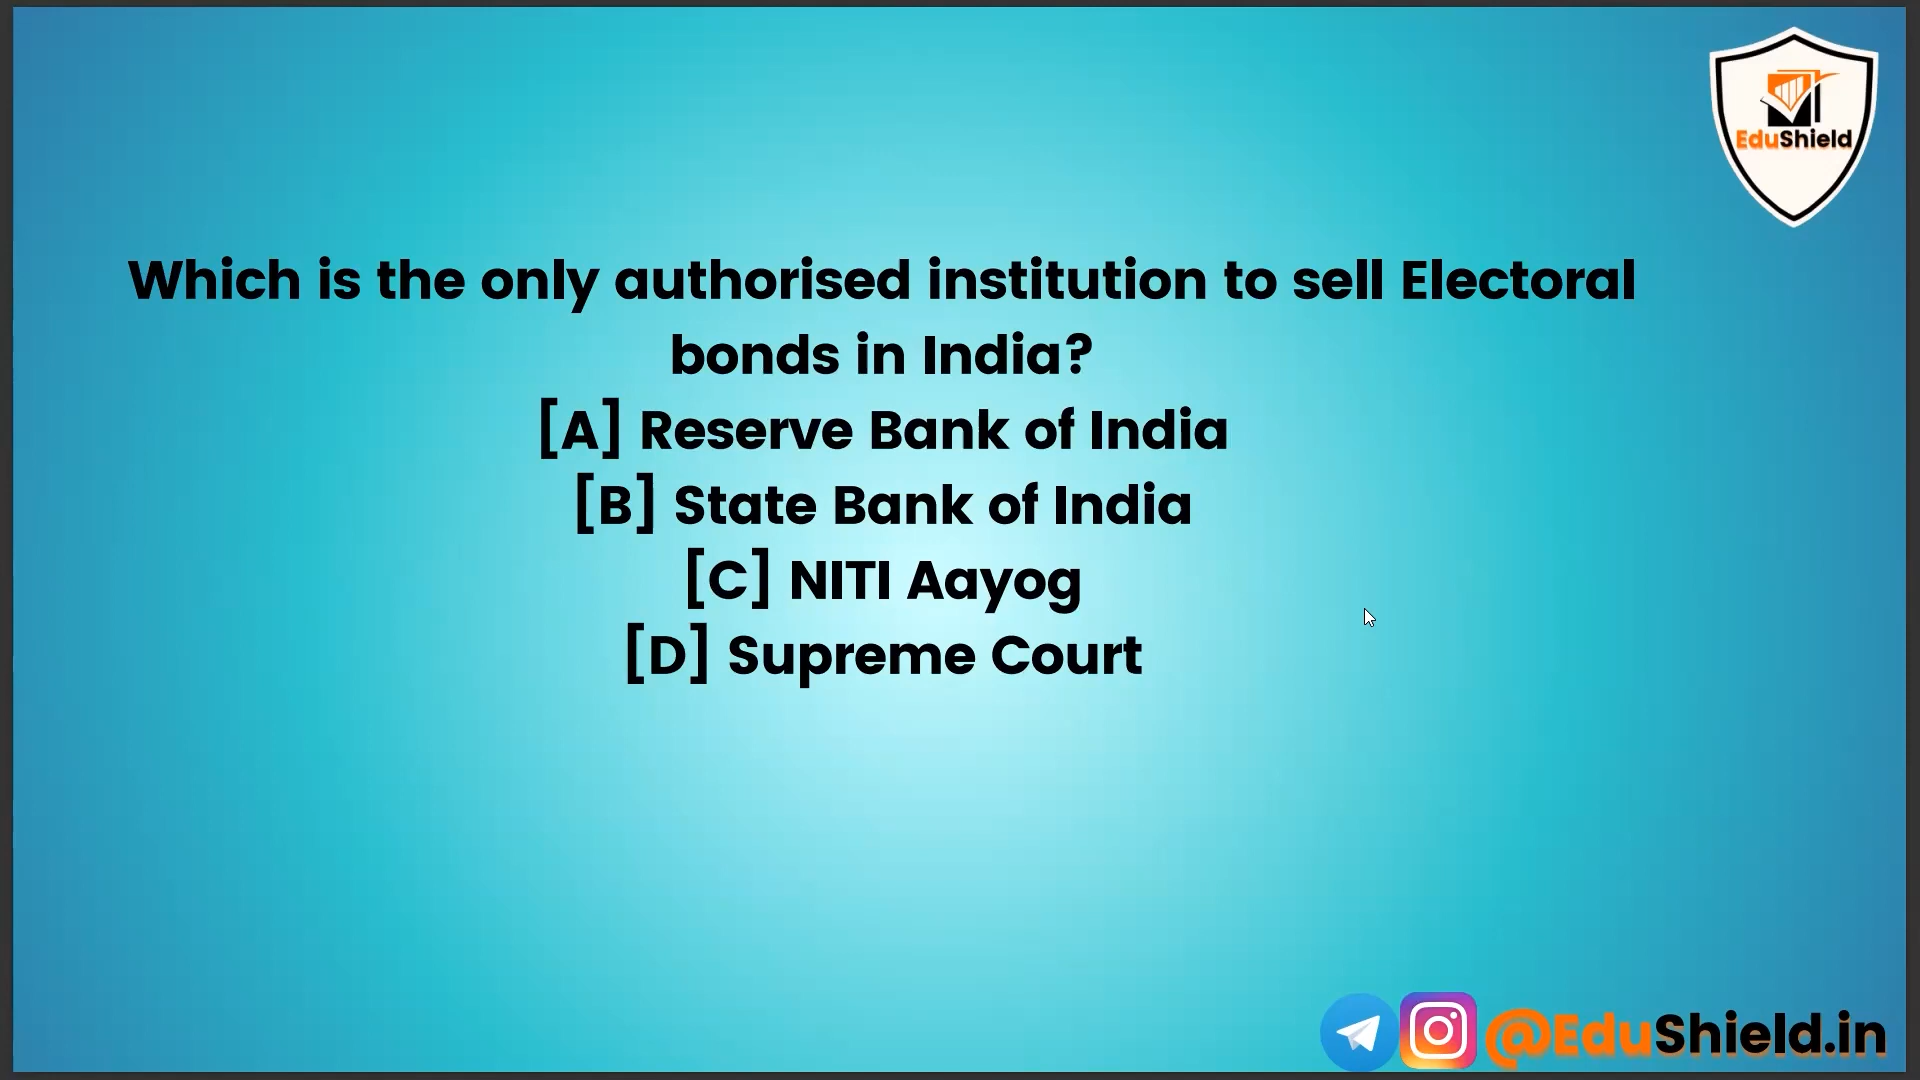 EduShield
Which is the only authorised institution to sell Electoral
bonds in India?
[A] Reserve Bank of India
[B] State Bank of India
[C] NITI Aayog
[D] Supreme Court
@EduShield.in